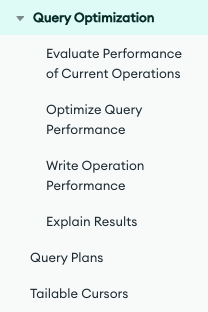 Query Optimization
Evaluate Performance
of Current Operations
Optimize Query
Performance
Write Operation
Performance
Explain Results
Query Plans
Tailable Cursors